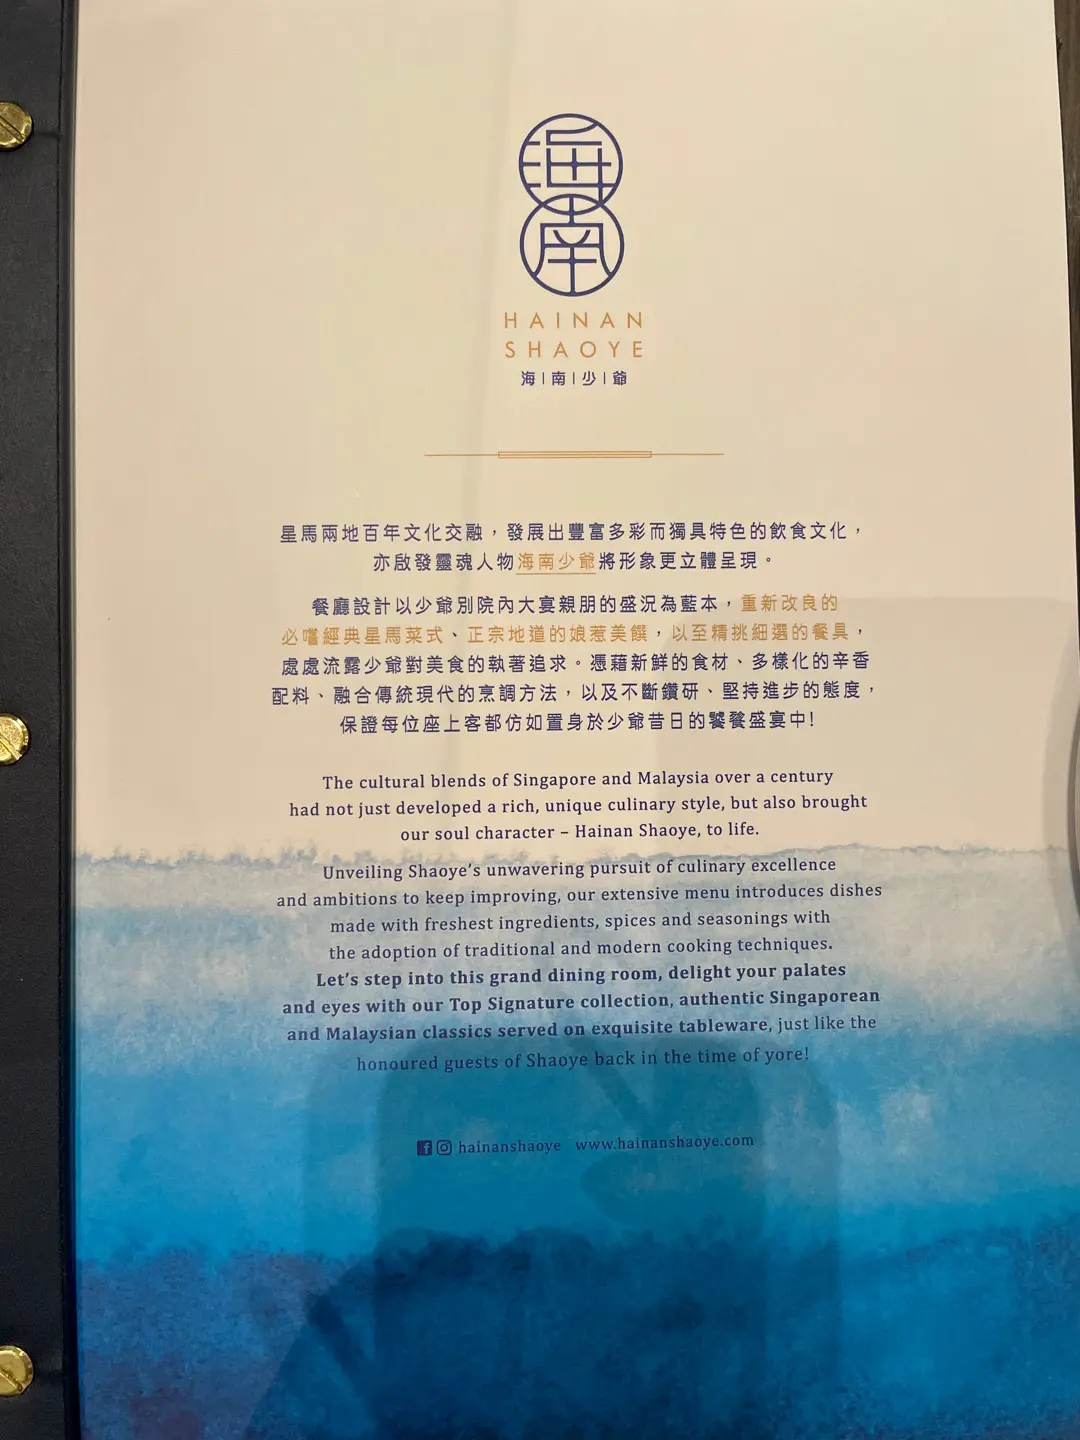 海南
HAINAN
SHAOYE
海|南|少|爺
星馬兩地百年文化交融，發展出豐富多彩而獨具特色的飲食文化，
亦啟發靈魂人物海南少爺將形象更立體呈現。
餐廳設計以少爺別院內大宴親朋的盛況為藍本，重新改良的
必嚐經典星馬菜式、正宗地道的娘惹美饌，以至精挑細選的餐具，
處處流露少爺對美食的執著追求。憑藉新鮮的食材、多樣化的辛香
配料、融合傳統現代的烹調方法，以及不斷鑽研、堅持進步的態度，
保證每位座上客都仿如置身於少爺昔日的饕餮盛宴中!
The cultural blends of Singapore and Malaysia over a century
had not just developed a rich, unique culinary style, but also brought
our soul character – Hainan Shaoye, to life.
Unveiling Shaoye's unwavering pursuit of culinary excellence
and ambitions to keep improving, our extensive menu introduces dishes
made with freshest ingredients, spices and seasonings with
the adoption of traditional and modern cooking techniques.
Let's step into this grand dining room, delight your palates
and eyes with our Top Signature collection, authentic Singaporean
and Malaysian classics served on exquisite tableware, just like the
honoured guests of Shaoye back in the time of yore!
hainanshaoye www.hainanshaoye.com